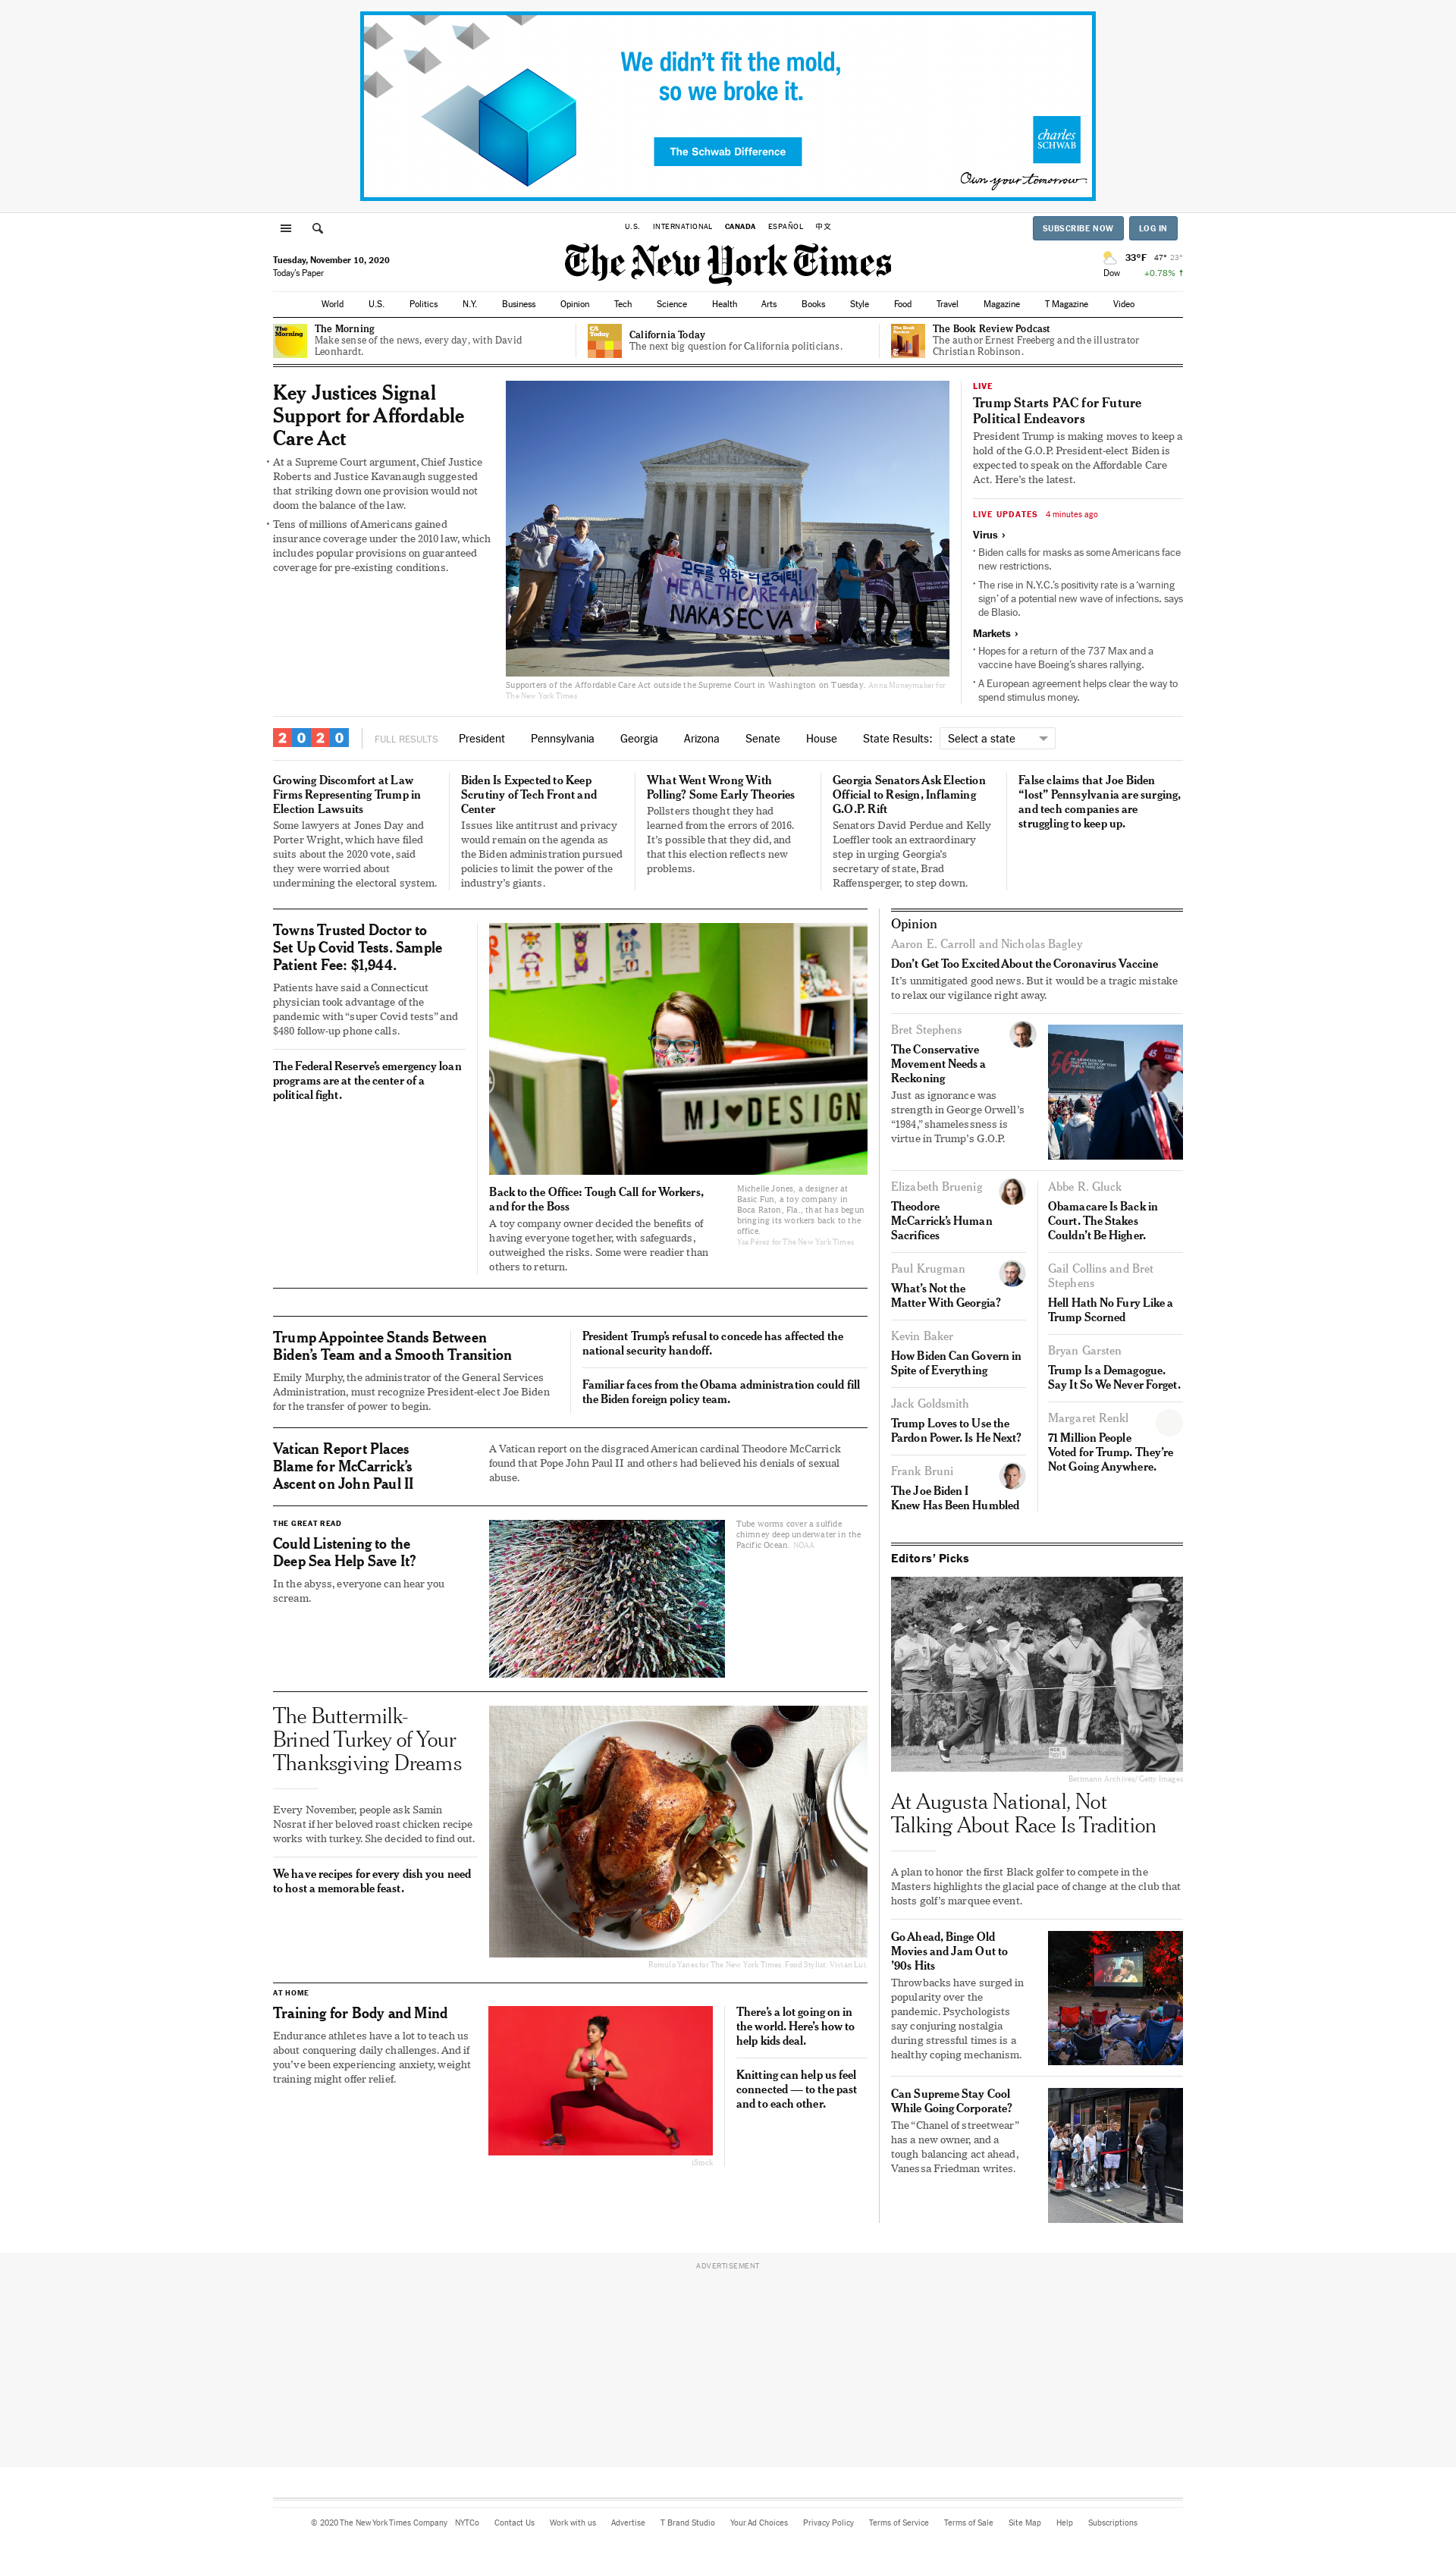 We didn't fit the mold,
so we broke it.
The Schwab Difference
charles
SCHWAB
Own your tomorrow.
U.S. INTERNATIONAL CANADA ESPAÑOL 中文
SUBSCRIBE NOW LOG IN
Tuesday, November 10, 2020
Today's Paper
The New York Times
33°F 47° 23°
Dow +0.78% ↑
World U.S. Politics N.Y. Business Opinion Tech Science Health Arts Books Style Food Travel Magazine T Magazine Video
The Morning
The Morning
Make sense of the news, every day, with David
Leonhardt.
CA
Today
California Today
The next big question for California politicians.
The Book
Review
The Book Review Podcast
The author Ernest Freeberg and the illustrator
Christian Robinson.
Key Justices Signal
Support for Affordable
Care Act
• At a Supreme Court argument, Chief Justice
Roberts and Justice Kavanaugh suggested
that striking down one provision would not
doom the balance of the law.
• Tens of millions of Americans gained
insurance coverage under the 2010 law, which
includes popular provisions on guaranteed
coverage for pre-existing conditions.
모두를 위한 의료혜택!
HEALTHCARE 4 ALL!
NAKASEC VA
Supporters of the Affordable Care Act outside the Supreme Court in Washington on Tuesday. Anna Moneymaker for
The New York Times
LIVE
Trump Starts PAC for Future
Political Endeavors
President Trump is making moves to keep a
hold of the G.O.P. President-elect Biden is
expected to speak on the Affordable Care
Act. Here's the latest.
LIVE UPDATES 4 minutes ago
Virus ›
• Biden calls for masks as some Americans face
new restrictions.
• The rise in N.Y.C.'s positivity rate is a 'warning
sign' of a potential new wave of infections, says
de Blasio.
Markets ›
• Hopes for a return of the 737 Max and a
vaccine have Boeing's shares rallying.
• A European agreement helps clear the way to
spend stimulus money.
2020 FULL RESULTS President Pennsylvania Georgia Arizona Senate House State Results: Select a state
Growing Discomfort at Law
Firms Representing Trump in
Election Lawsuits
Some lawyers at Jones Day and
Porter Wright, which have filed
suits about the 2020 vote, said
they were worried about
undermining the electoral system.
Biden Is Expected to Keep
Scrutiny of Tech Front and
Center
Issues like antitrust and privacy
would remain on the agenda as
the Biden administration pursued
policies to limit the power of the
industry's giants.
What Went Wrong With
Polling? Some Early Theories
Pollsters thought they had
learned from the errors of 2016.
It's possible that they did, and
that this election reflects new
problems.
Georgia Senators Ask Election
Official to Resign, Inflaming
G.O.P. Rift
Senators David Perdue and Kelly
Loeffler took an extraordinary
step in urging Georgia's
secretary of state, Brad
Raffensperger, to step down.
False claims that Joe Biden
“lost” Pennsylvania are surging,
and tech companies are
struggling to keep up.
Towns Trusted Doctor to
Set Up Covid Tests. Sample
Patient Fee: $1,944.
Patients have said a Connecticut
physician took advantage of the
pandemic with “super Covid tests” and
$480 follow-up phone calls.
The Federal Reserve's emergency loan
programs are at the center of a
political fight.
MJ♥DESIGN
Back to the Office: Tough Call for Workers,
and for the Boss
A toy company owner decided the benefits of
having everyone together, with safeguards,
outweighed the risks. Some were readier than
others to return.
Michelle Jones, a designer at
Basic Fun, a toy company in
Boca Raton, Fla., that has begun
bringing its workers back to the
office.
Ysa Pérez for The New York Times
Trump Appointee Stands Between
Biden's Team and a Smooth Transition
Emily Murphy, the administrator of the General Services
Administration, must recognize President-elect Joe Biden
for the transfer of power to begin.
President Trump's refusal to concede has affected the
national security handoff.
Familiar faces from the Obama administration could fill
the Biden foreign policy team.
Vatican Report Places
Blame for McCarrick's
Ascent on John Paul II
A Vatican report on the disgraced American cardinal Theodore McCarrick
found that Pope John Paul II and others had believed his denials of sexual
abuse.
THE GREAT READ
Could Listening to the
Deep Sea Help Save It?
In the abyss, everyone can hear you
scream.
Tube worms cover a sulfide
chimney deep underwater in the
Pacific Ocean. NOAA
The Buttermilk-
Brined Turkey of Your
Thanksgiving Dreams
Every November, people ask Samin
Nosrat if her beloved roast chicken recipe
works with turkey. She decided to find out.
We have recipes for every dish you need
to host a memorable feast.
Romulo Yanes for The New York Times. Food Stylist: Vivian Lui.
AT HOME
Training for Body and Mind
Endurance athletes have a lot to teach us
about conquering daily challenges. And if
you've been experiencing anxiety, weight
training might offer relief.
iStock
There's a lot going on in
the world. Here's how to
help kids deal.
Knitting can help us feel
connected — to the past
and to each other.
Opinion
Aaron E. Carroll and Nicholas Bagley
Don't Get Too Excited About the Coronavirus Vaccine
It's unmitigated good news. But it would be a tragic mistake
to relax our vigilance right away.
Bret Stephens
The Conservative
Movement Needs a
Reckoning
Just as ignorance was
strength in George Orwell's
“1984,” shamelessness is
virtue in Trump's G.O.P.
56%
45
Elizabeth Bruenig
Theodore
McCarrick's Human
Sacrifices
Paul Krugman
What's Not the
Matter With Georgia?
Kevin Baker
How Biden Can Govern in
Spite of Everything
Jack Goldsmith
Trump Loves to Use the
Pardon Power. Is He Next?
Frank Bruni
The Joe Biden I
Knew Has Been Humbled
Abbe R. Gluck
Obamacare Is Back in
Court. The Stakes
Couldn't Be Higher.
Gail Collins and Bret
Stephens
Hell Hath No Fury Like a
Trump Scorned
Bryan Garsten
Trump Is a Demagogue.
Say It So We Never Forget.
Margaret Renkl
71 Million People
Voted for Trump. They're
Not Going Anywhere.
Editors' Picks
Bettmann Archives/ Getty Images
At Augusta National, Not
Talking About Race Is Tradition
A plan to honor the first Black golfer to compete in the
Masters highlights the glacial pace of change at the club that
hosts golf's marquee event.
Go Ahead, Binge Old
Movies and Jam Out to
'90s Hits
Throwbacks have surged in
popularity over the
pandemic. Psychologists
say conjuring nostalgia
during stressful times is a
healthy coping mechanism.
Can Supreme Stay Cool
While Going Corporate?
The “Chanel of streetwear”
has a new owner, and a
tough balancing act ahead,
Vanessa Friedman writes.
ADVERTISEMENT
© 2020 The New York Times Company NYTCo Contact Us Work with us Advertise T Brand Studio Your Ad Choices Privacy Policy Terms of Service Terms of Sale Site Map Help Subscriptions